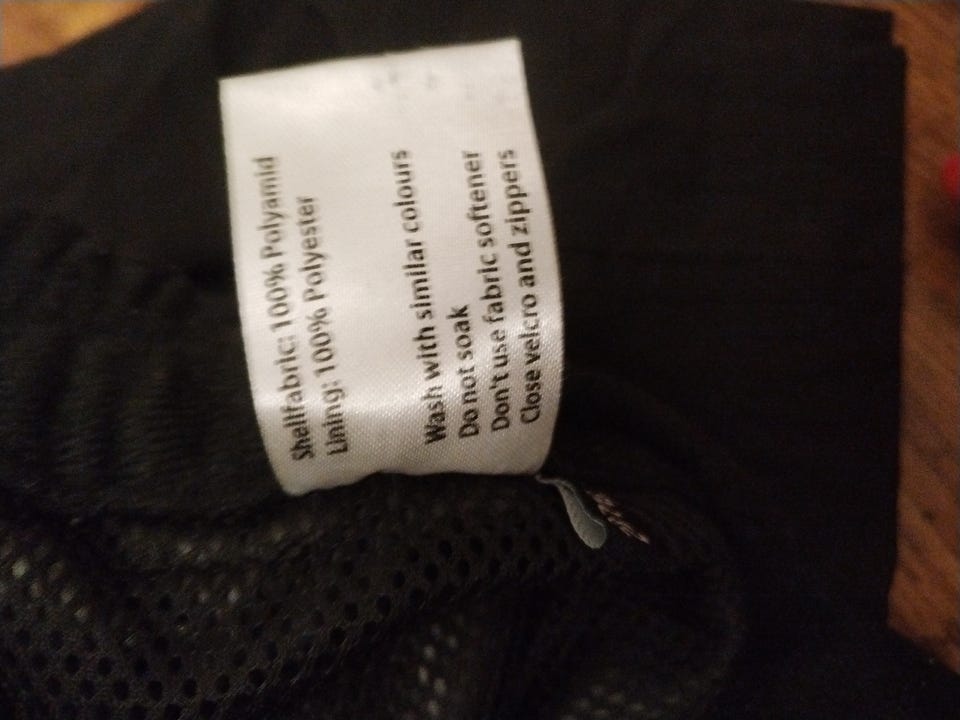 Shellfabric: 100% Polyamid
Lining: 100% Polyester
Wash with similar colours
Do not soak
Don't use fabric softener
Close velcro and zippers